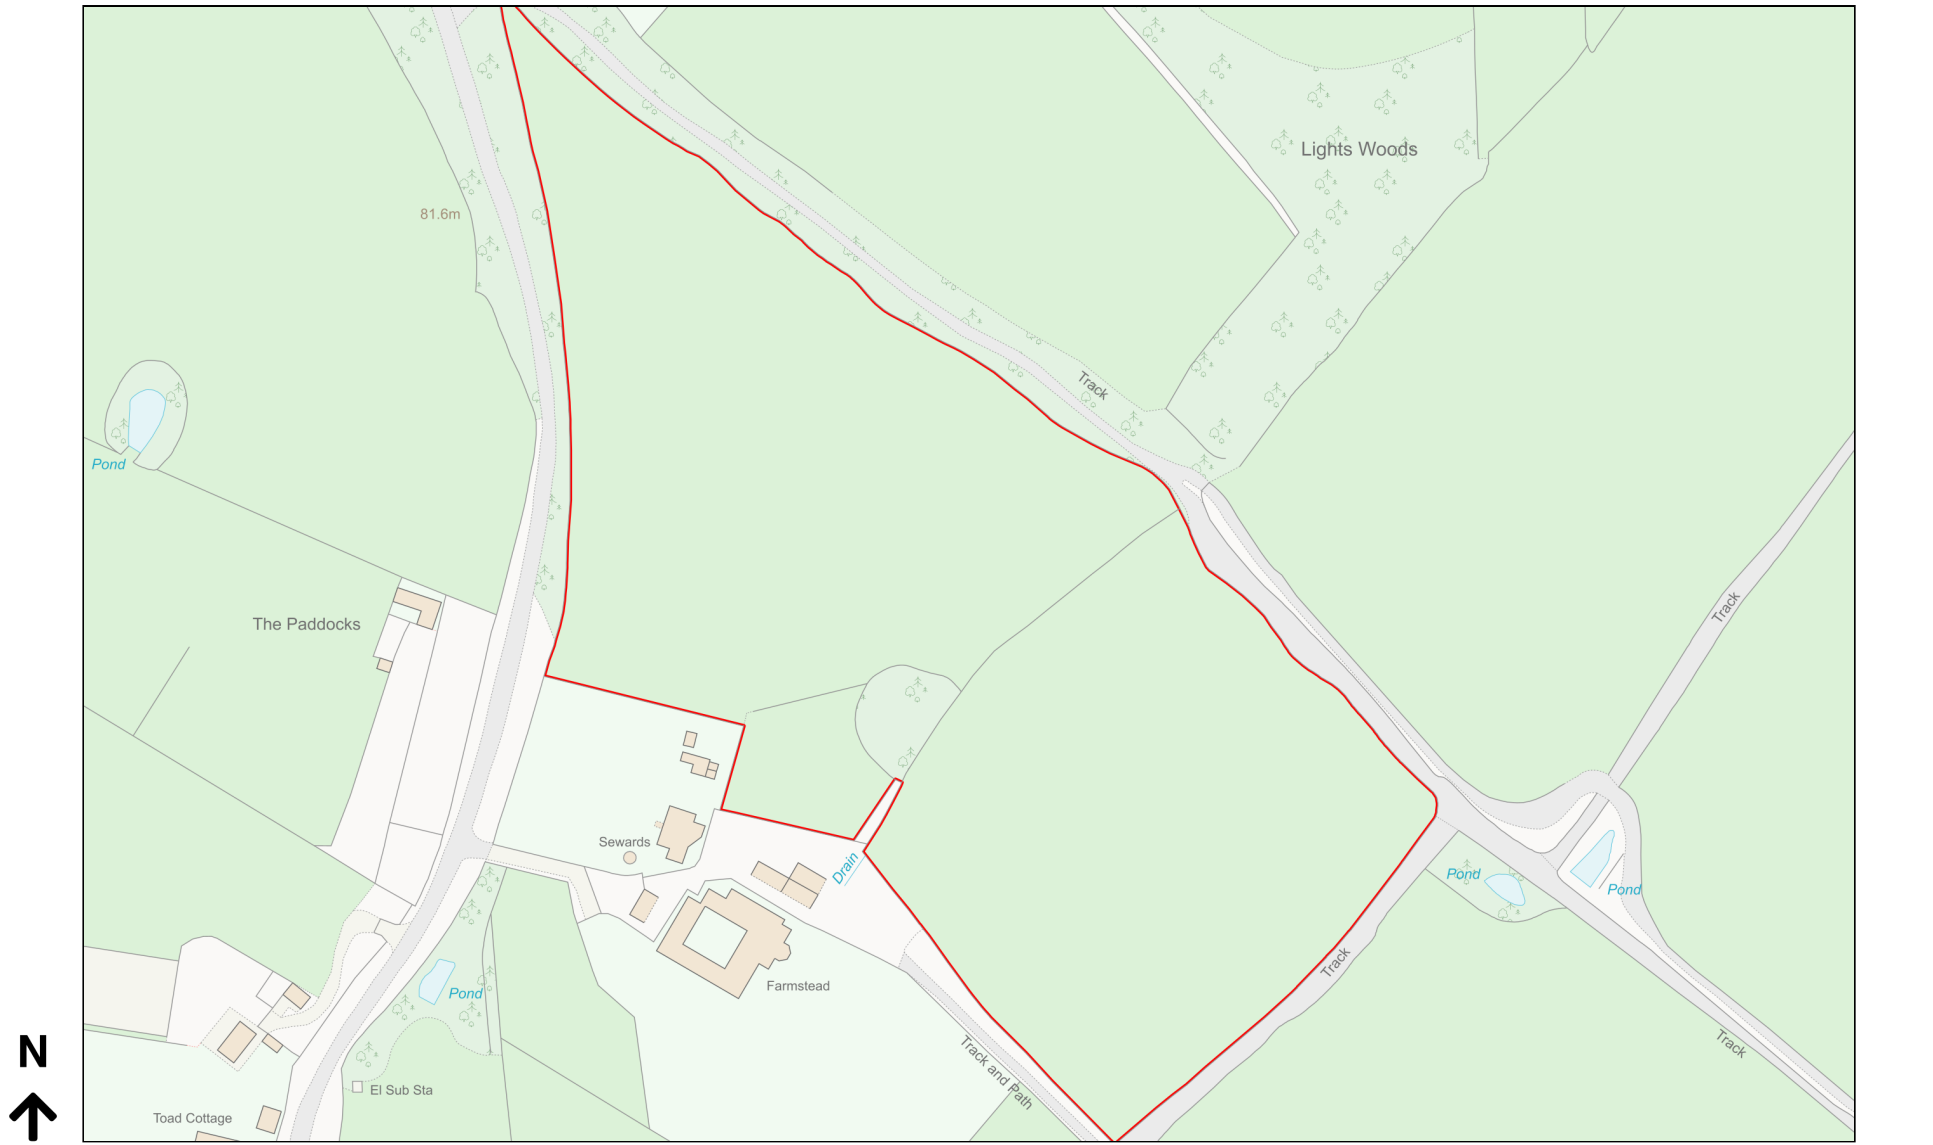 Lights Woods
81.6m
Track
Pond
Track
The Paddocks
Sewards
Drain
Pond
Pond
Track
Farmstead
Pond
N
Track
Track and Path
El Sub Sta
Toad Cottage